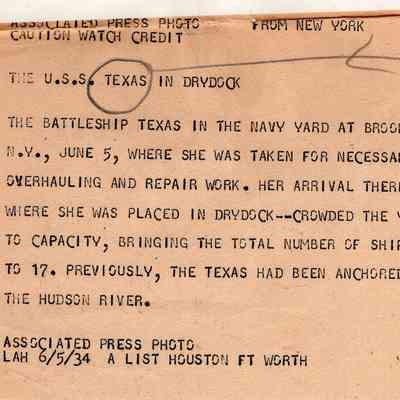 ASSOCIATED PRESS PHOTO FROM NEW YORK
CAUTION WATCH CREDIT
THE U.S.S. TEXAS IN DRYDOCK
THE BATTLESHIP TEXAS IN THE NAVY YARD AT BROO
N.Y., JUNE 5, WHERE SHE WAS TAKEN FOR NECESSA
OVERHAULING AND REPAIR WORK. HER ARRIVAL THER
WHERE SHE WAS PLACED IN DRYDOCK--CROWDED THE
TO CAPACITY, BRINGING THE TOTAL NUMBER OF SHI
TO 17. PREVIOUSLY, THE TEXAS HAD BEEN ANCHORED
THE HUDSON RIVER.
ASSOCIATED PRESS PHOTO
LAH 6/5/34 A LIST HOUSTON FT WORTH